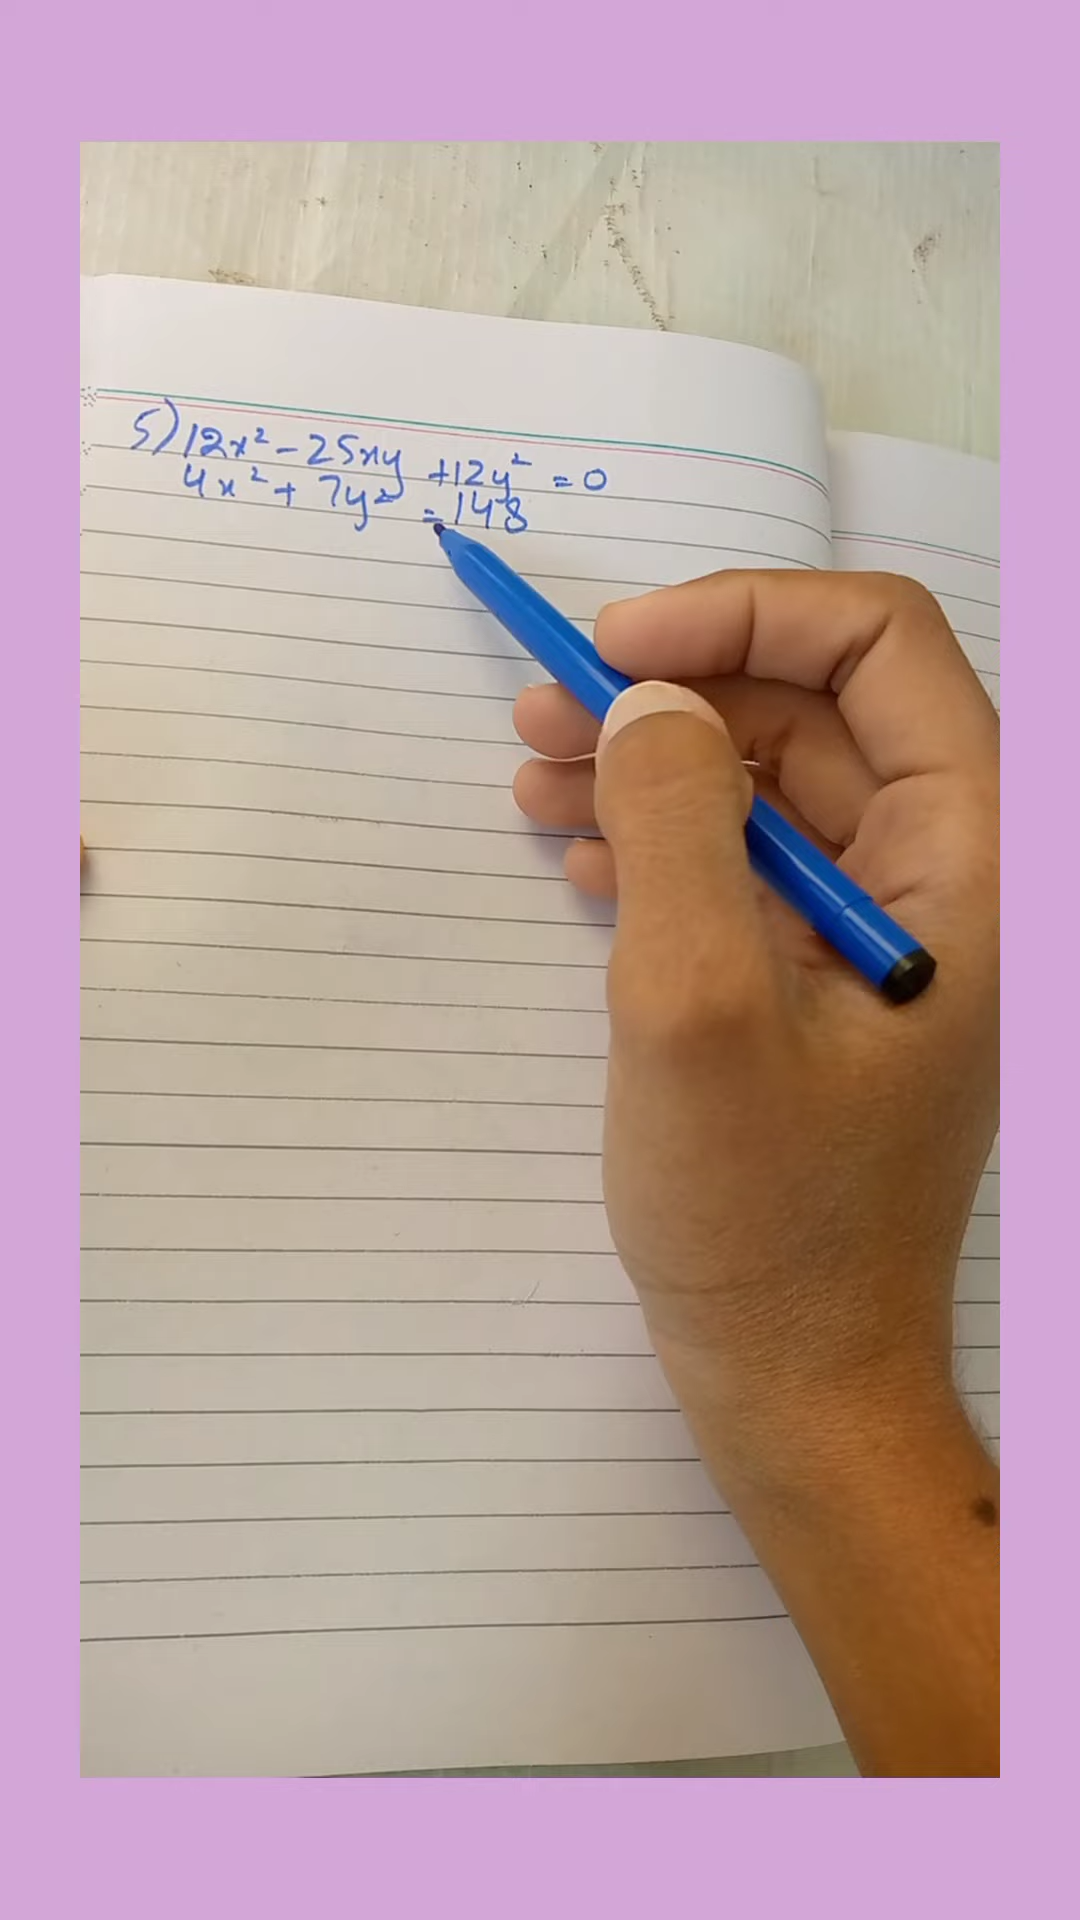 5) 12x² - 25xy + 12y² = 0
4x² + 7y² = 148